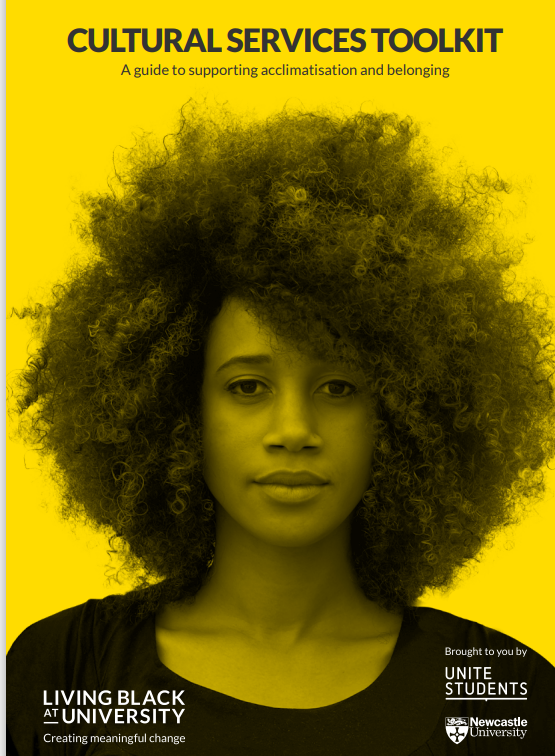 CULTURAL SERVICES TOOLKIT
A guide to supporting acclimatisation and belonging
Brought to you by
UNITE
STUDENTS
LIVING BLACK
AT UNIVERSITY
Creating meaningful change
Newcastle
University